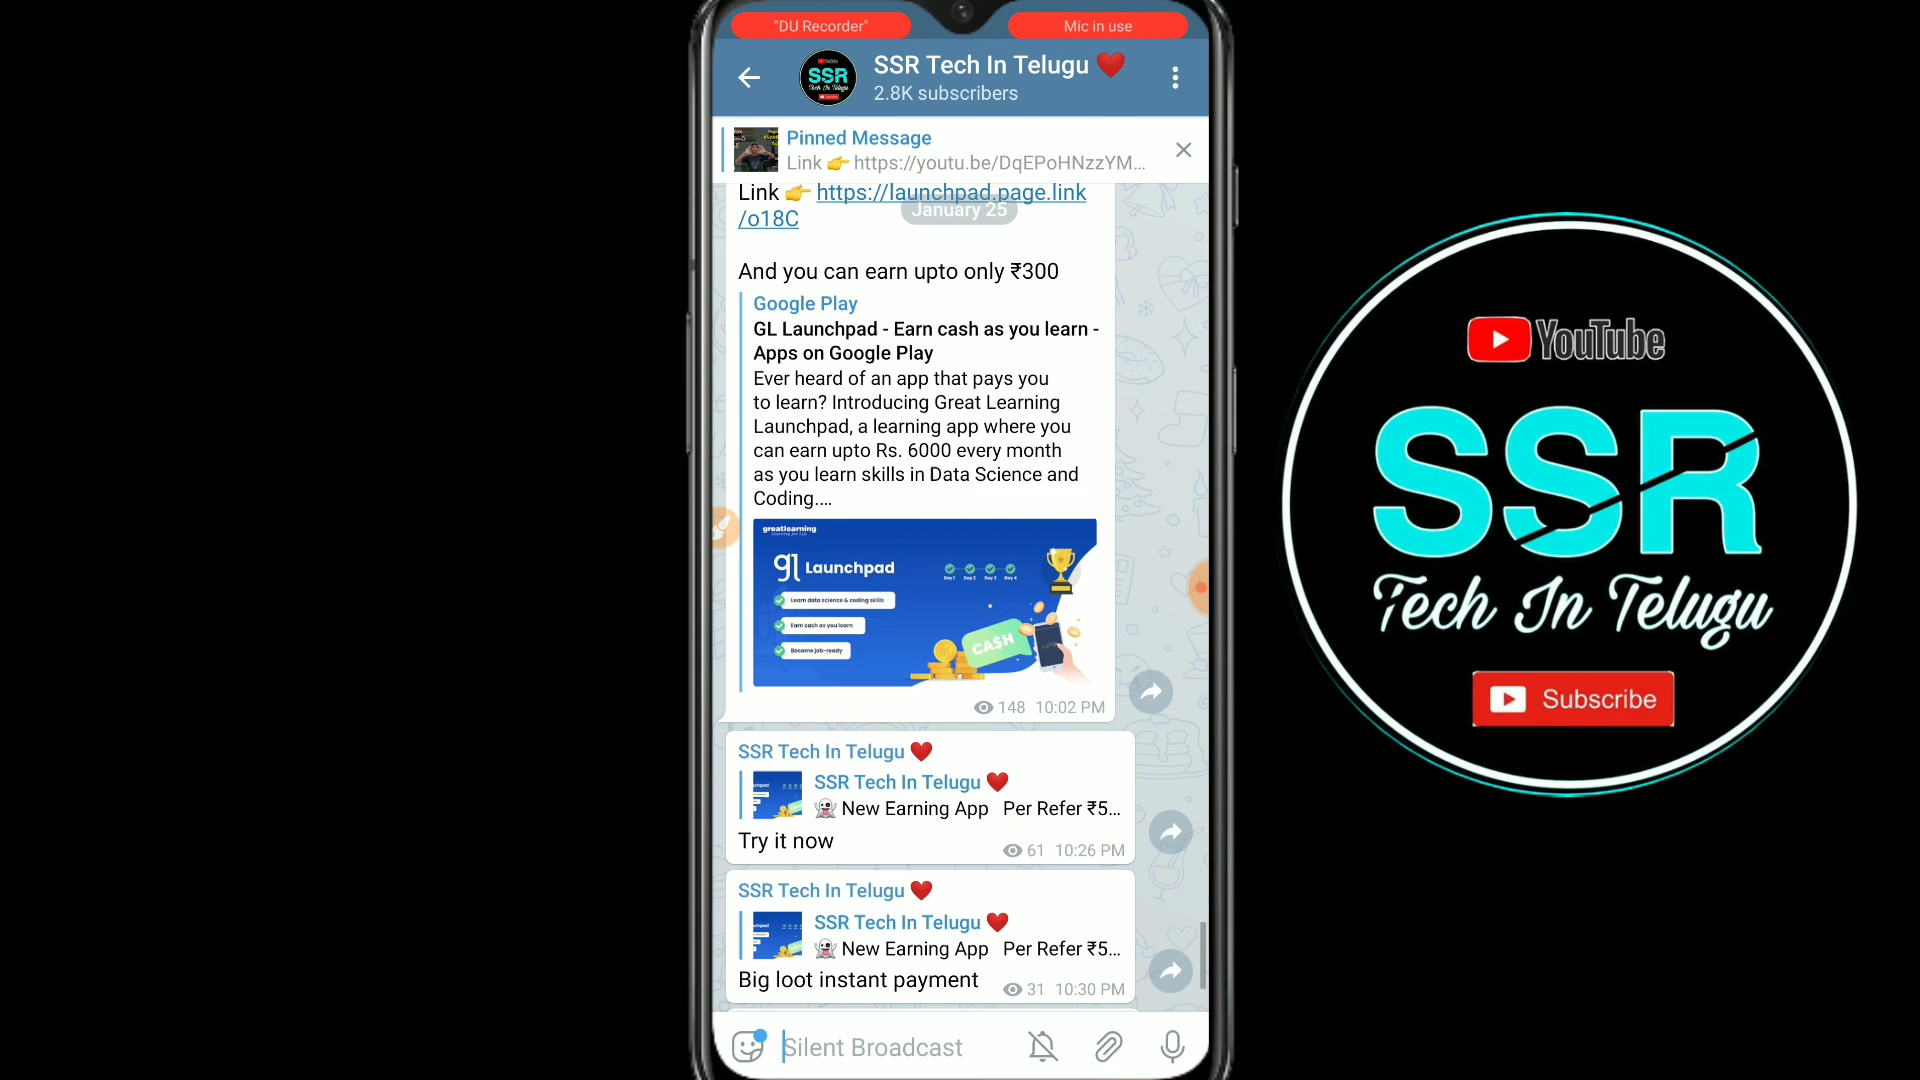 "DU Recorder"
Mic in use
SSR Tech In Telugu ❤️
2.8K subscribers
Pinned Message
Link 👉 https://youtu.be/DqEPoHNzzYM...
Link 👉 https://launchpad.page.link
/o18C
January 25
And you can earn upto only ₹300
Google Play
GL Launchpad - Earn cash as you learn -
Apps on Google Play
Ever heard of an app that pays you
to learn? Introducing Great Learning
Launchpad, a learning app where you
can earn upto Rs. 6000 every month
as you learn skills in Data Science and
Coding....
greatlearning
Learning for Life
gl Launchpad
Day 1 Day 2 Day 3 Day 4
Learn data science & coding skills
Earn cash as you learn
Become job-ready
CA$H
148 10:02 PM
SSR Tech In Telugu ❤️
SSR Tech In Telugu ❤️
👻 New Earning App Per Refer ₹5...
Try it now
61 10:26 PM
SSR Tech In Telugu ❤️
SSR Tech In Telugu ❤️
👻 New Earning App Per Refer ₹5...
Big loot instant payment
31 10:30 PM
Silent Broadcast
YouTube
SSR
Tech In Telugu
Subscribe